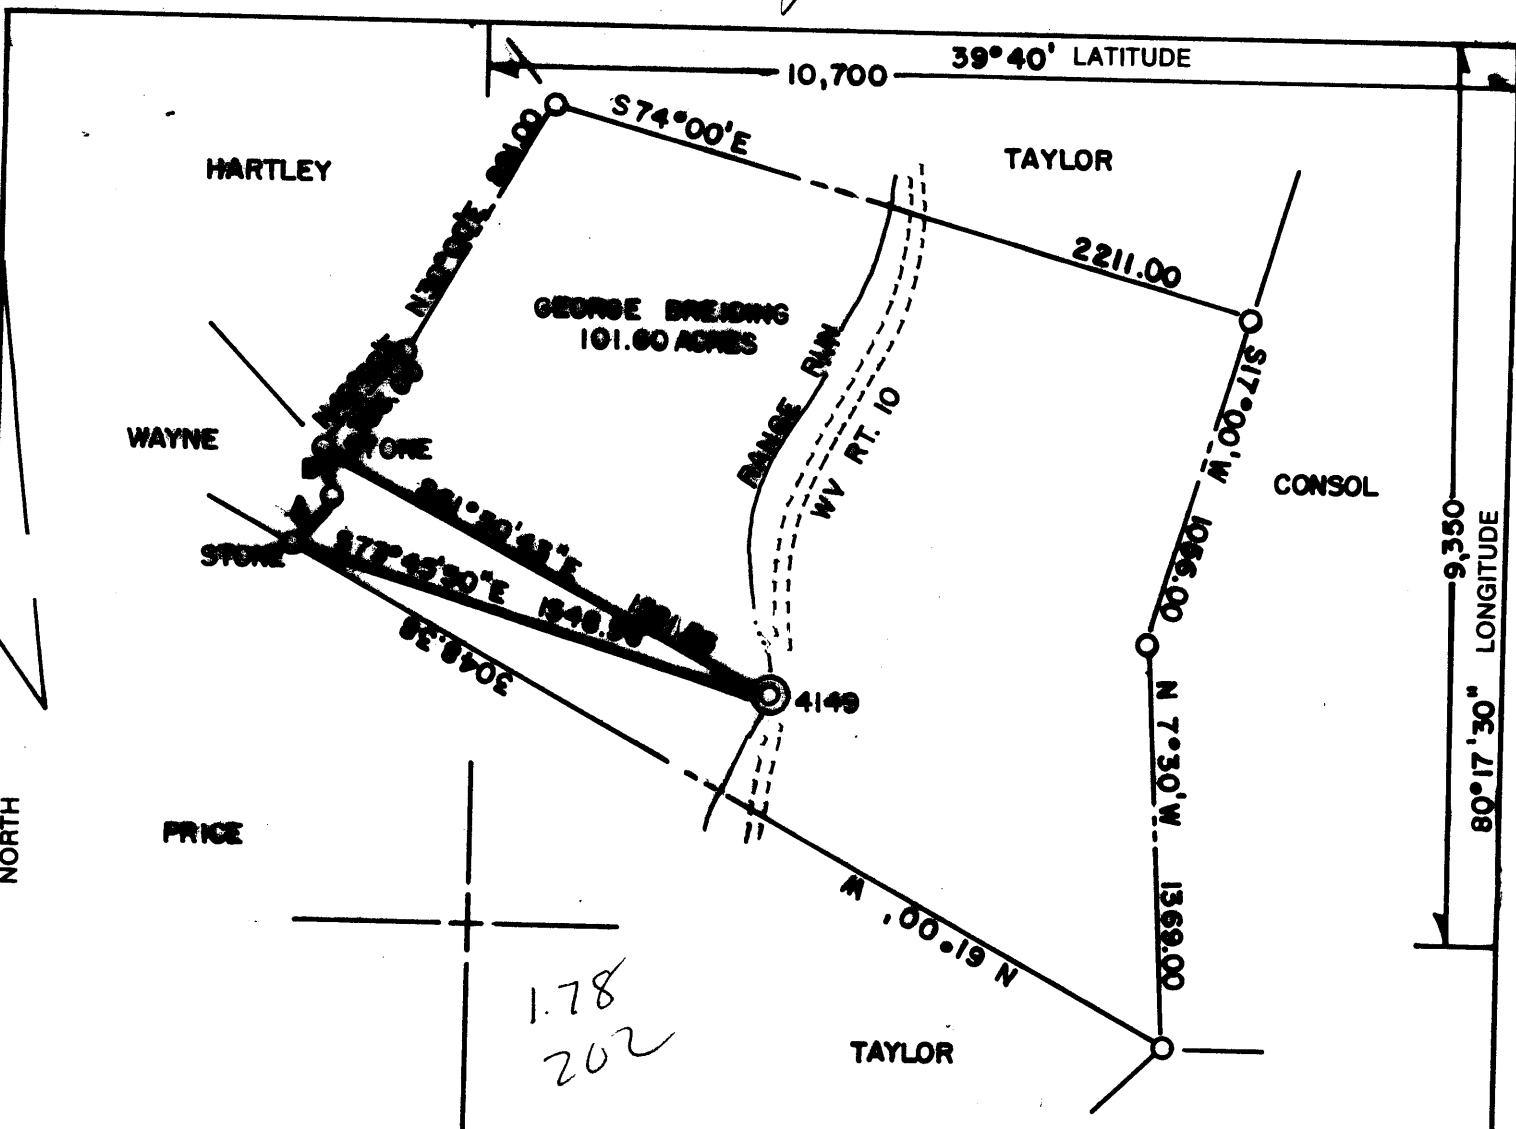 39°40' LATITUDE
10,700
S 74°00'E
HARTLEY
TAYLOR
2211.00
GEORGE BREIDING
101.60 ACRES
RANGE RUN
WV RT. 10
S17°00'W
1066.00
WAYNE
STONE
CONSOL
9,350
80°17'30" LONGITUDE
STONE
3048.38
4149
N 7°30'W
1369.00
N 61°00' W
PRICE
NORTH
1.78
202
TAYLOR